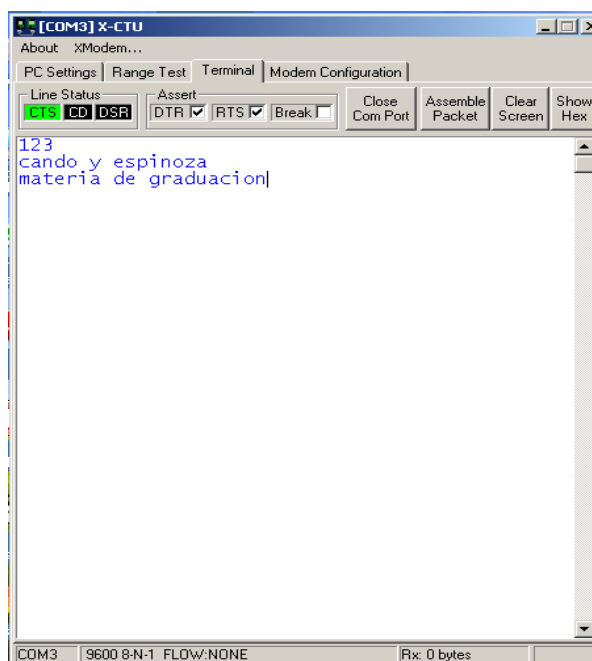 [COM3] X-CTU
About XModem...
PC Settings Range Test Terminal Modem Configuration
Line Status Assert
CTS CD DSR DTR RTS Break
Close Com Port
Assemble Packet
Clear Screen
Show Hex
123
cando y espinoza
materia de graduacion
COM3 9600 8-N-1 FLOW:NONE Rx: 0 bytes